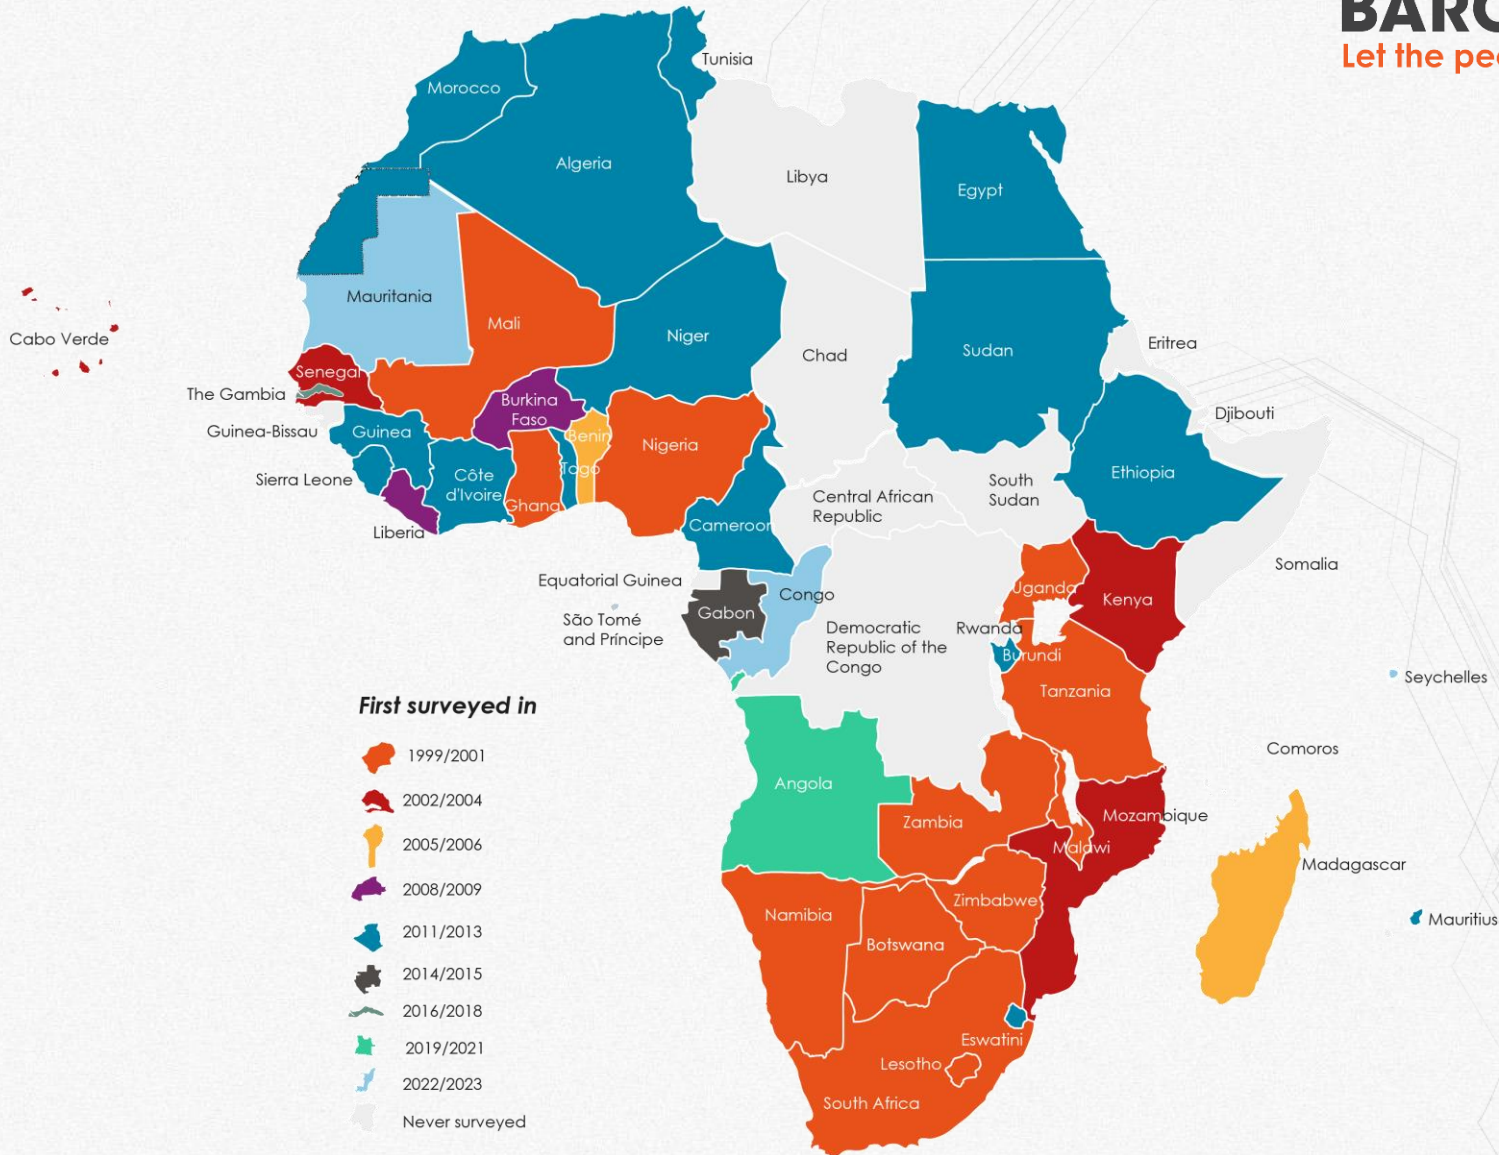 BARO
Let the peo
Tunisia
Morocco
Algeria
Libya
Egypt
Mauritania
Mali
Niger
Chad
Sudan
Eritrea
Cabo Verde
Senegal
The Gambia
Burkina
Faso
Djibouti
Guinea-Bissau
Guinea
Benin
Nigeria
Sierra Leone
Côte
d'Ivoire
Togo
Ghana
Ethiopia
South
Sudan
Central African
Republic
Liberia
Cameroon
Somalia
Equatorial Guinea
Congo
Uganda
Kenya
São Tomé
and Príncipe
Gabon
Democratic
Republic of the
Congo
Rwanda
Burundi
Seychelles
Tanzania
First surveyed in
1999/2001
2002/2004
2005/2006
2008/2009
2011/2013
2014/2015
2016/2018
2019/2021
2022/2023
Never surveyed
Comoros
Angola
Zambia
Mozambique
Malawi
Madagascar
Zimbabwe
Namibia
Botswana
Mauritius
Eswatini
Lesotho
South Africa